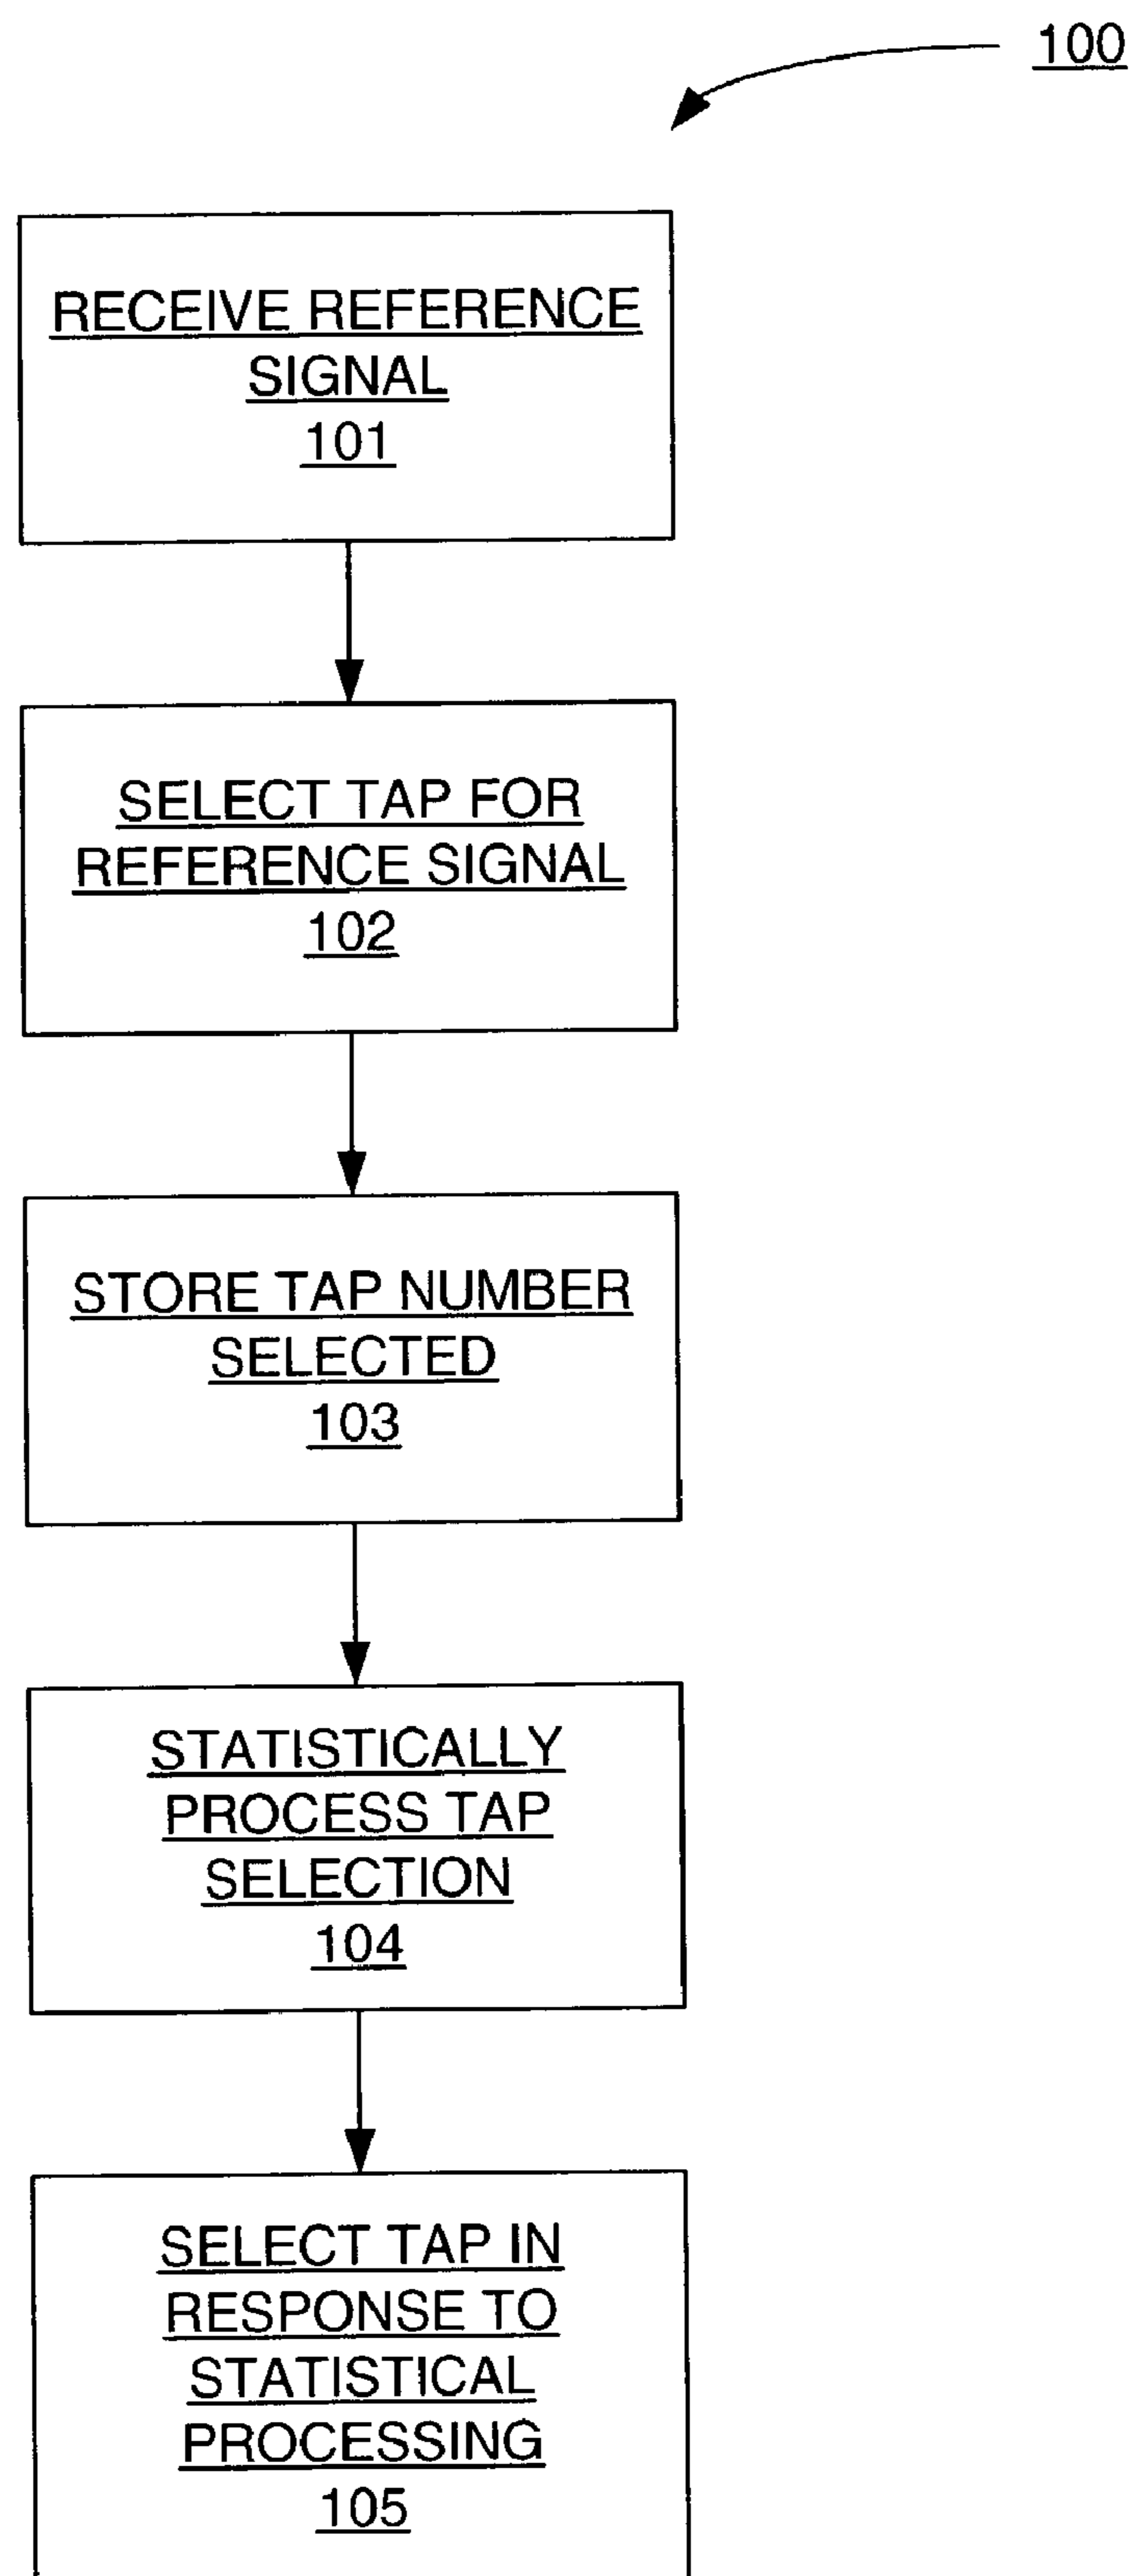 100
RECEIVE REFERENCE
SIGNAL
101
SELECT TAP FOR
REFERENCE SIGNAL
102
STORE TAP NUMBER
SELECTED
103
STATISTICALLY
PROCESS TAP
SELECTION
104
SELECT TAP IN
RESPONSE TO
STATISTICAL
PROCESSING
105